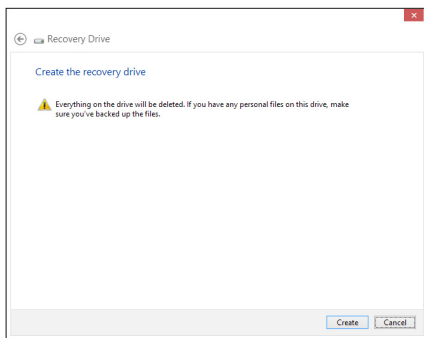 Recovery Drive
Create the recovery drive
Everything on the drive will be deleted. If you have any personal files on this drive, make
sure you've backed up the files.
Create Cancel